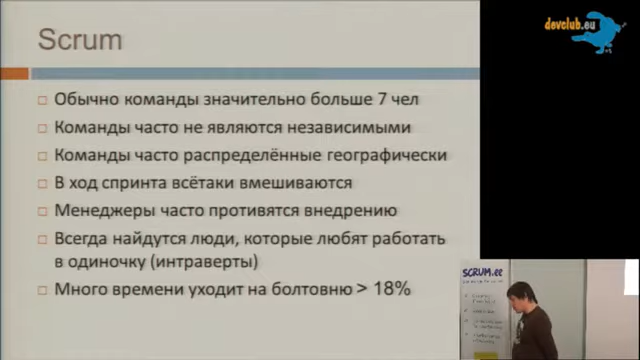 Scrum
Обычно команды значительно больше 7 чел
Команды часто не являются независимыми
Команды часто распределённые географически
В ход спринта всётаки вмешиваются
Менеджеры часто противятся внедрению
Всегда найдутся люди, которые любят работать
в одиночку (интраверты)
Много времени уходит на болтовню > 18%
devclub.eu
SCRUM.ee